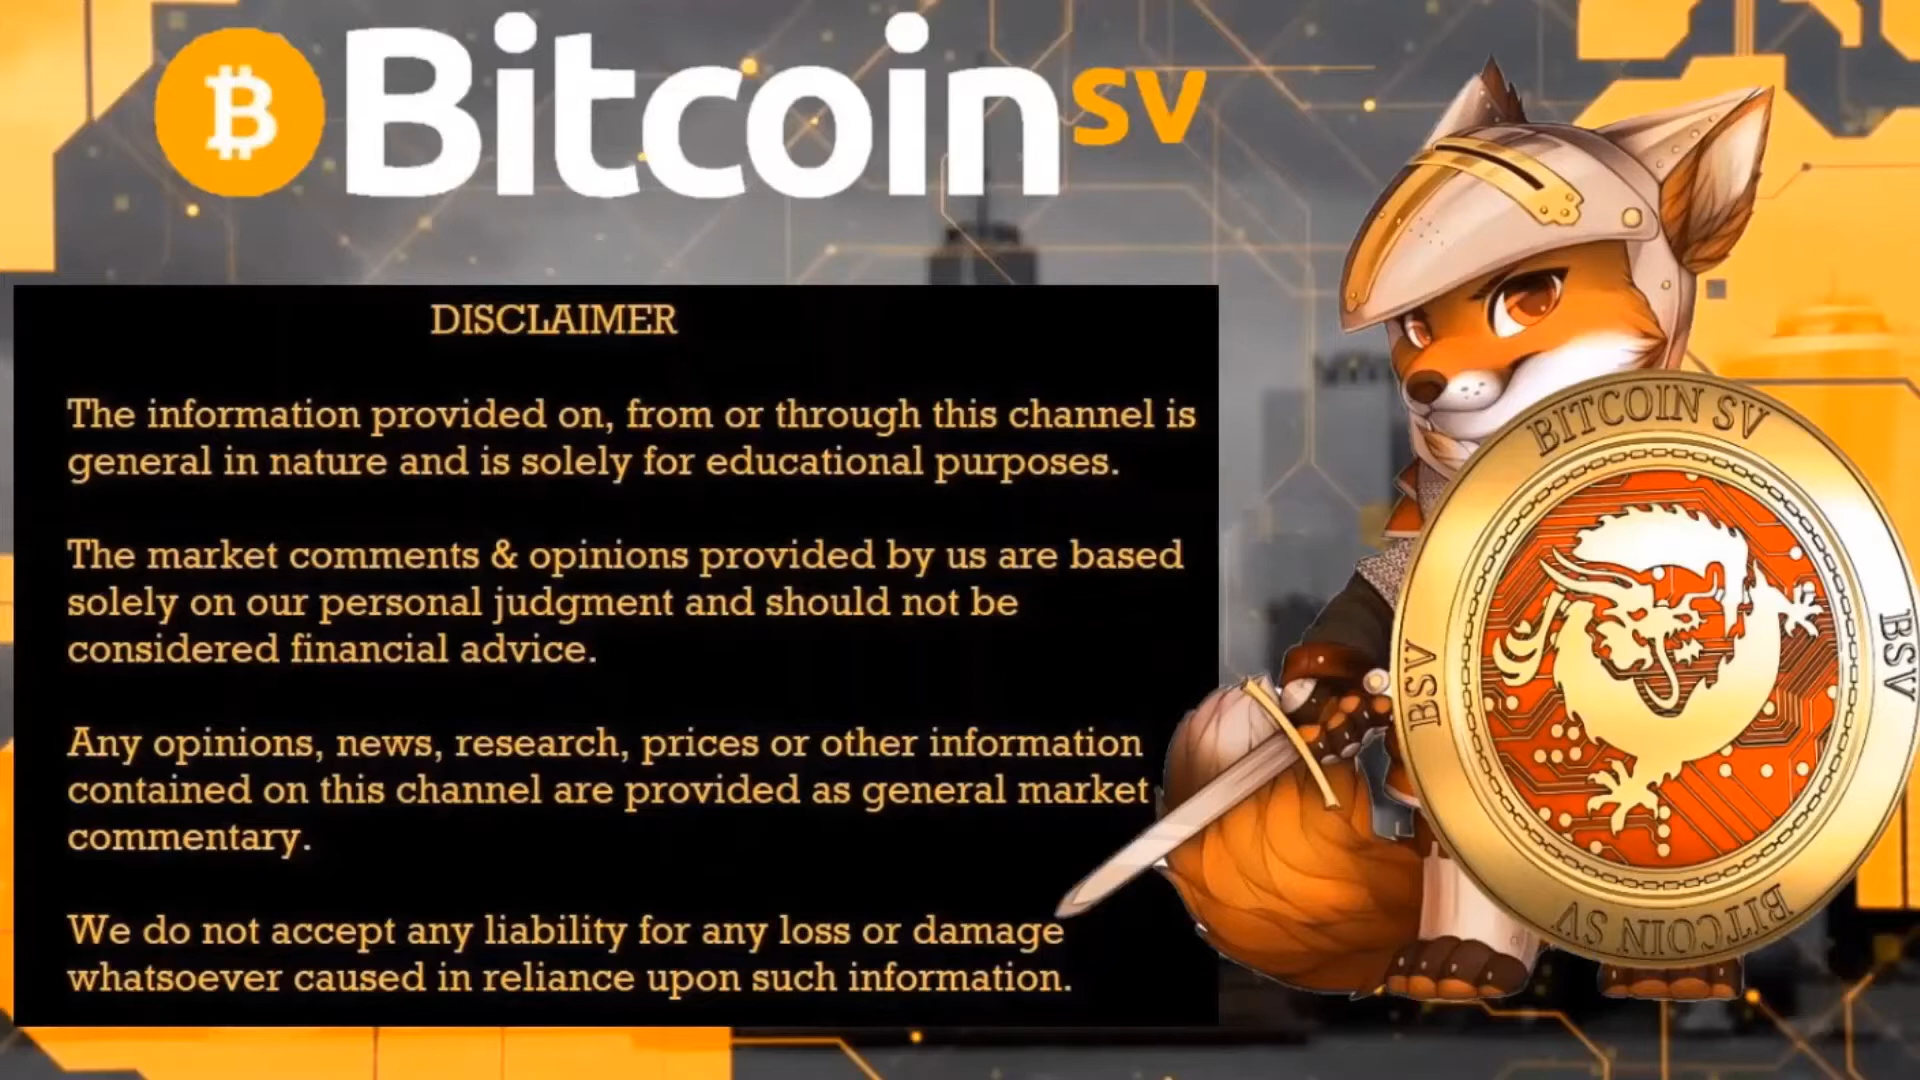 Bitcoin SV
DISCLAIMER
The information provided on, from or through this channel is
general in nature and is solely for educational purposes.
The market comments & opinions provided by us are based
solely on our personal judgment and should not be
considered financial advice.
Any opinions, news, research, prices or other information
contained on this channel are provided as general market
commentary.
We do not accept any liability for any loss or damage
whatsoever caused in reliance upon such information.
BITCOIN SV
BSV
BSV
BITCOIN SV